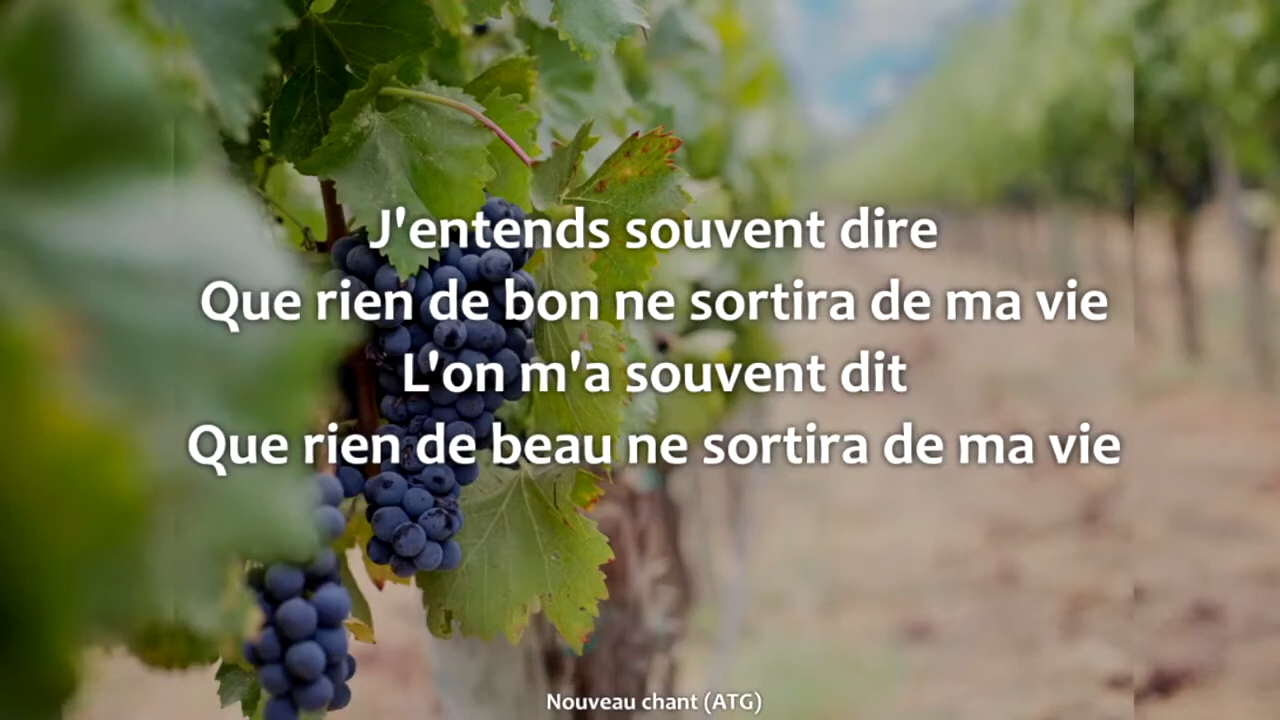 J'entends souvent dire
Que rien de bon ne sortira de ma vie
L'on m'a souvent dit
Que rien de beau ne sortira de ma vie
Nouveau chant (ATG)